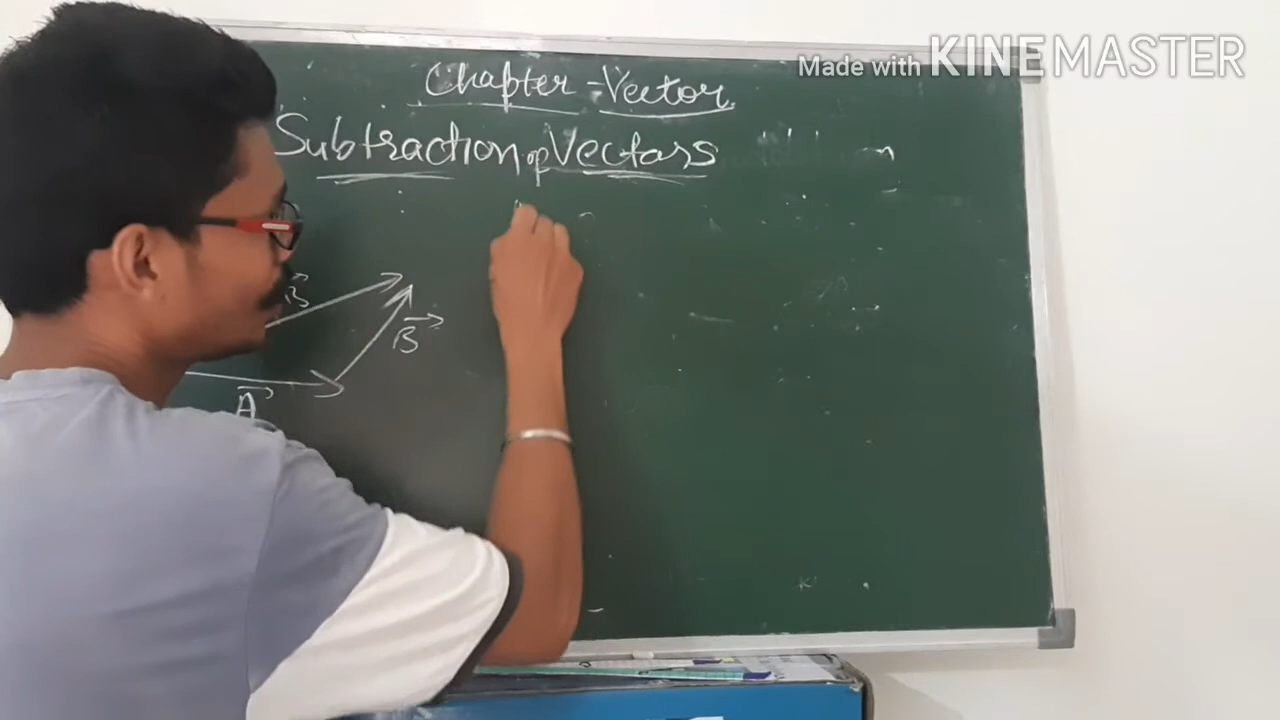 Made with KINEMASTER
Chapter - Vector
Subtraction of Vectors
B
B
A